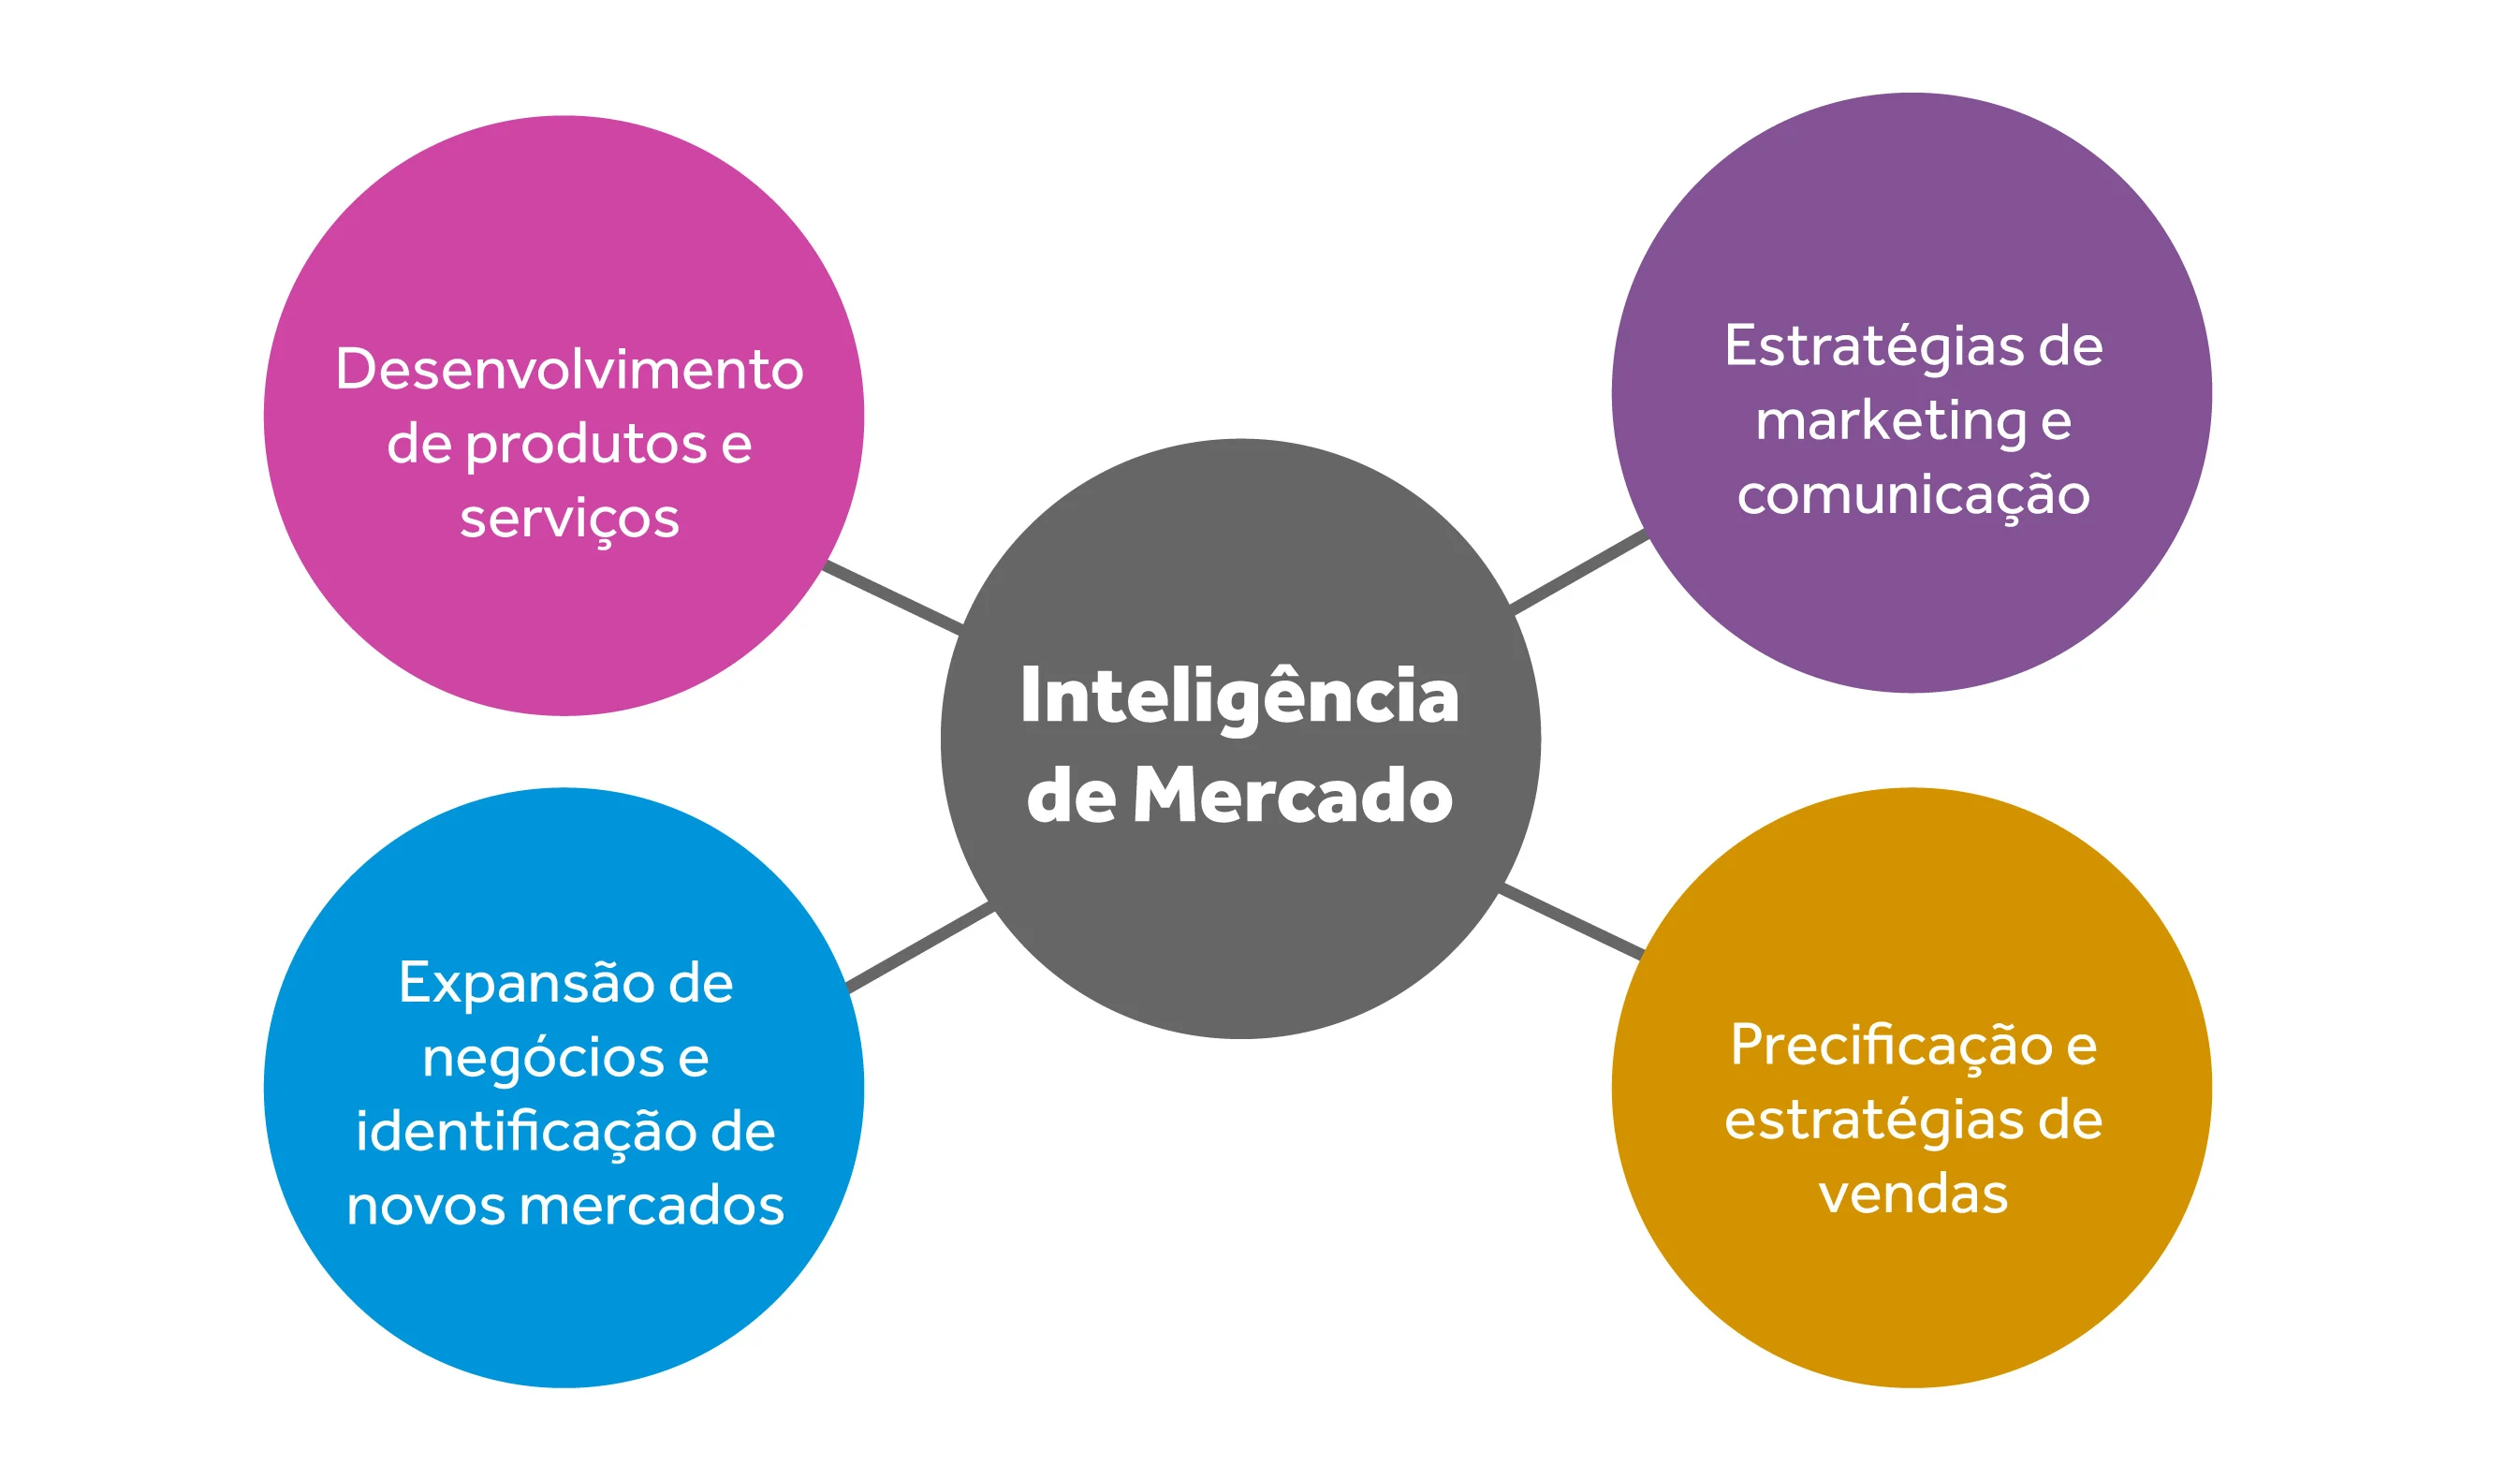 Desenvolvimento
de produtos e
serviços
Estratégias de
marketing e
comunicação
Inteligência
de Mercado
Expansão de
negócios e
identificação de
novos mercados
Precificação e
estratégias de
vendas